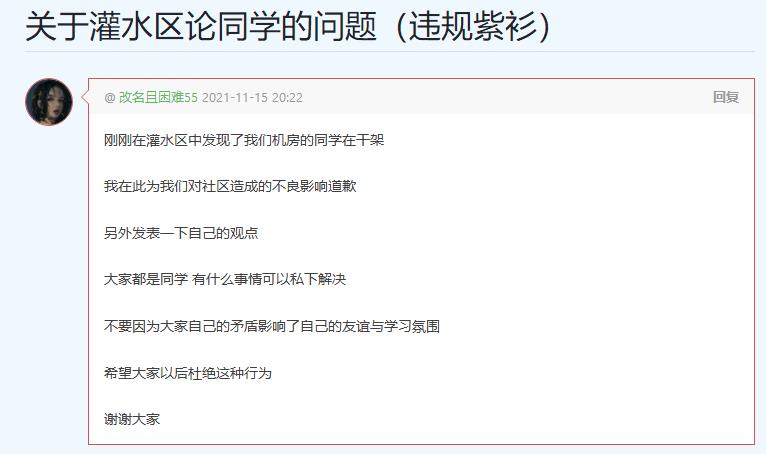 关于灌水区论同学的问题（违规紫衫）
@ 改名且困难55 2021-11-15 20:22 回复
刚刚在灌水区中发现了我们机房的同学在干架
我在此为我们对社区造成的不良影响道歉
另外发表一下自己的观点
大家都是同学 有什么事情可以私下解决
不要因为大家自己的矛盾影响了自己的友谊与学习氛围
希望大家以后杜绝这种行为
谢谢大家